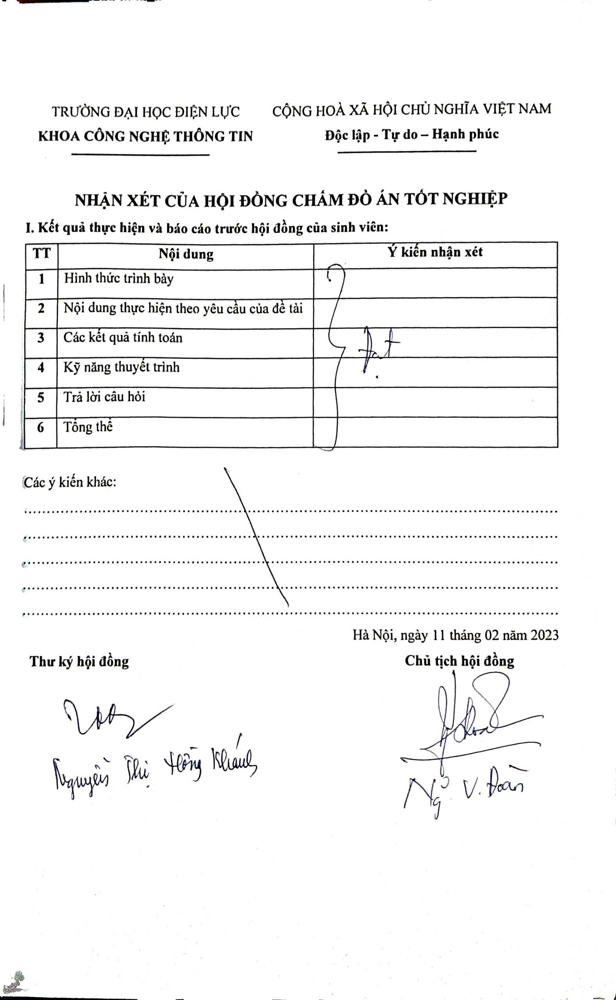 TRƯỜNG ĐẠI HỌC ĐIỆN LỰC
KHOA CÔNG NGHỆ THÔNG TIN
CỘNG HOÀ XÃ HỘI CHỦ NGHĨA VIỆT NAM
Độc lập - Tự do – Hạnh phúc
NHẬN XÉT CỦA HỘI ĐỒNG CHẤM ĐỒ ÁN TỐT NGHIỆP
I. Kết quả thực hiện và báo cáo trước hội đồng của sinh viên:
TT Nội dung Ý kiến nhận xét
1 Hình thức trình bày
2 Nội dung thực hiện theo yêu cầu của đề tài
3 Các kết quả tính toán
Đạt
4 Kỹ năng thuyết trình
5 Trả lời câu hỏi
6 Tổng thể
Các ý kiến khác:
Hà Nội, ngày 11 tháng 02 năm 2023
Thư ký hội đồng
Chủ tịch hội đồng
Nguyễn Thị Hồng Khánh
V. Đoàn